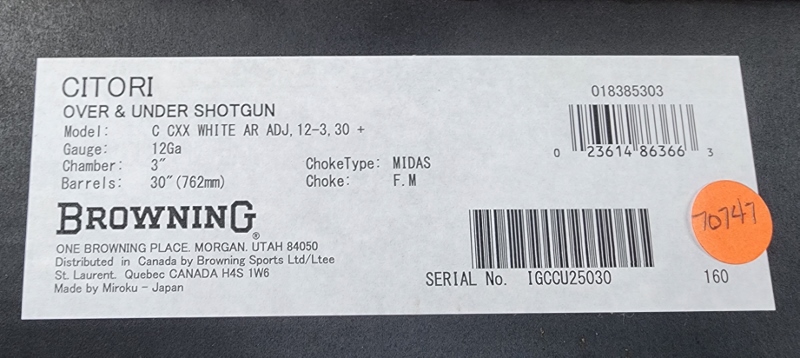 CITORI
OVER & UNDER SHOTGUN
Model: C CXX WHITE AR ADJ, 12-3, 30 +
Gauge: 12Ga
Chamber: 3"
Barrels: 30"(762mm)
ChokeType: MIDAS
Choke: F.M
BROWNING®
ONE BROWNING PLACE. MORGAN. UTAH 84050
Distributed in Canada by Browning Sports Ltd/Ltee
St. Laurent. Quebec CANADA H4S 1W6
Made by Miroku - Japan
018385303
0 23614 86366 3
70747
SERIAL No. IGCCU25030
160